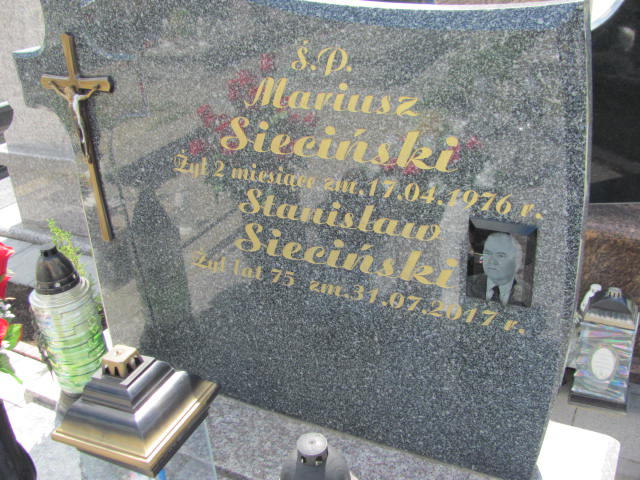 Ś.P.
Mariusz
Sieciński
Żył 2 miesiące zm.17.04.1976 r.
Stanisław
Sieciński
Żył lat 75 zm.31.07.2017 r.